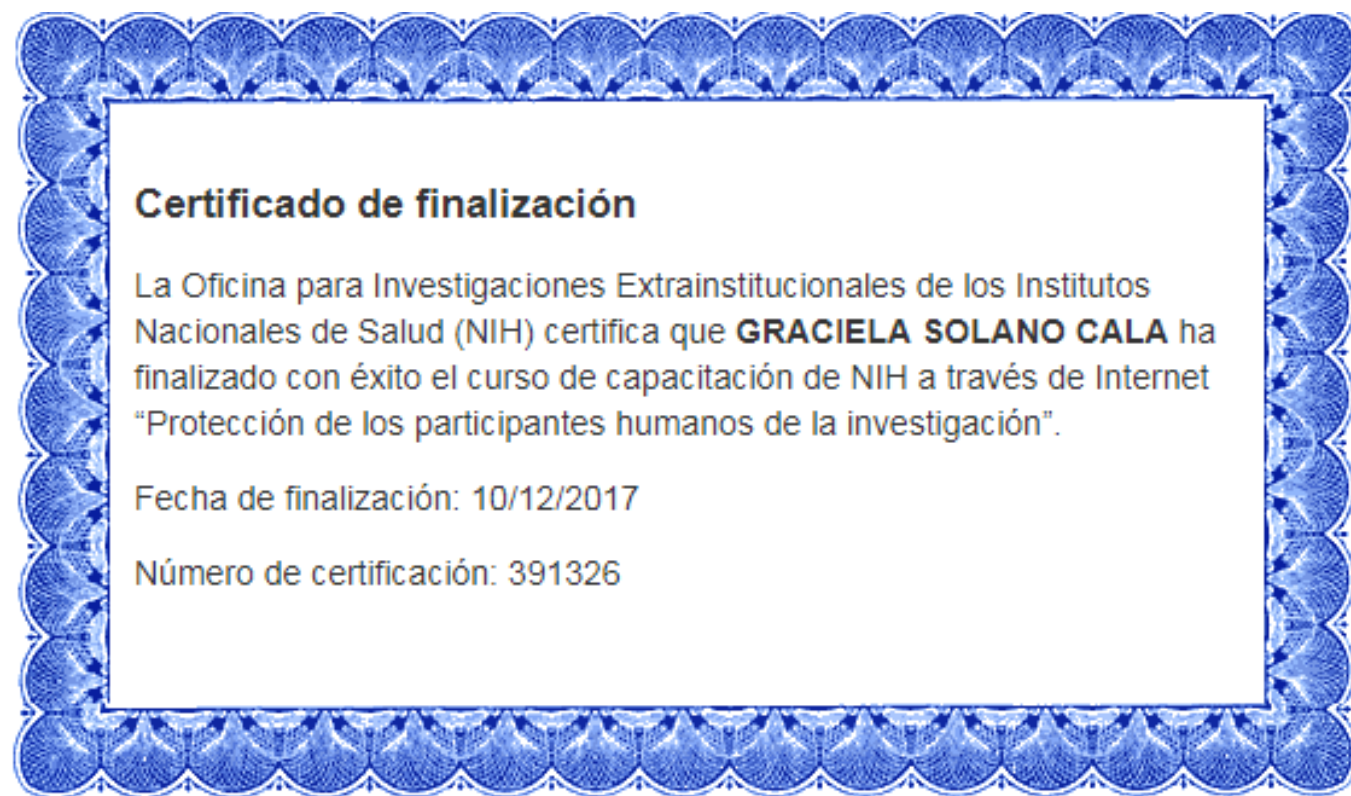 Certificado de finalización
La Oficina para Investigaciones Extrainstitucionales de los Institutos
Nacionales de Salud (NIH) certifica que GRACIELA SOLANO CALA ha
finalizado con éxito el curso de capacitación de NIH a través de Internet
“Protección de los participantes humanos de la investigación”.
Fecha de finalización: 10/12/2017
Número de certificación: 391326